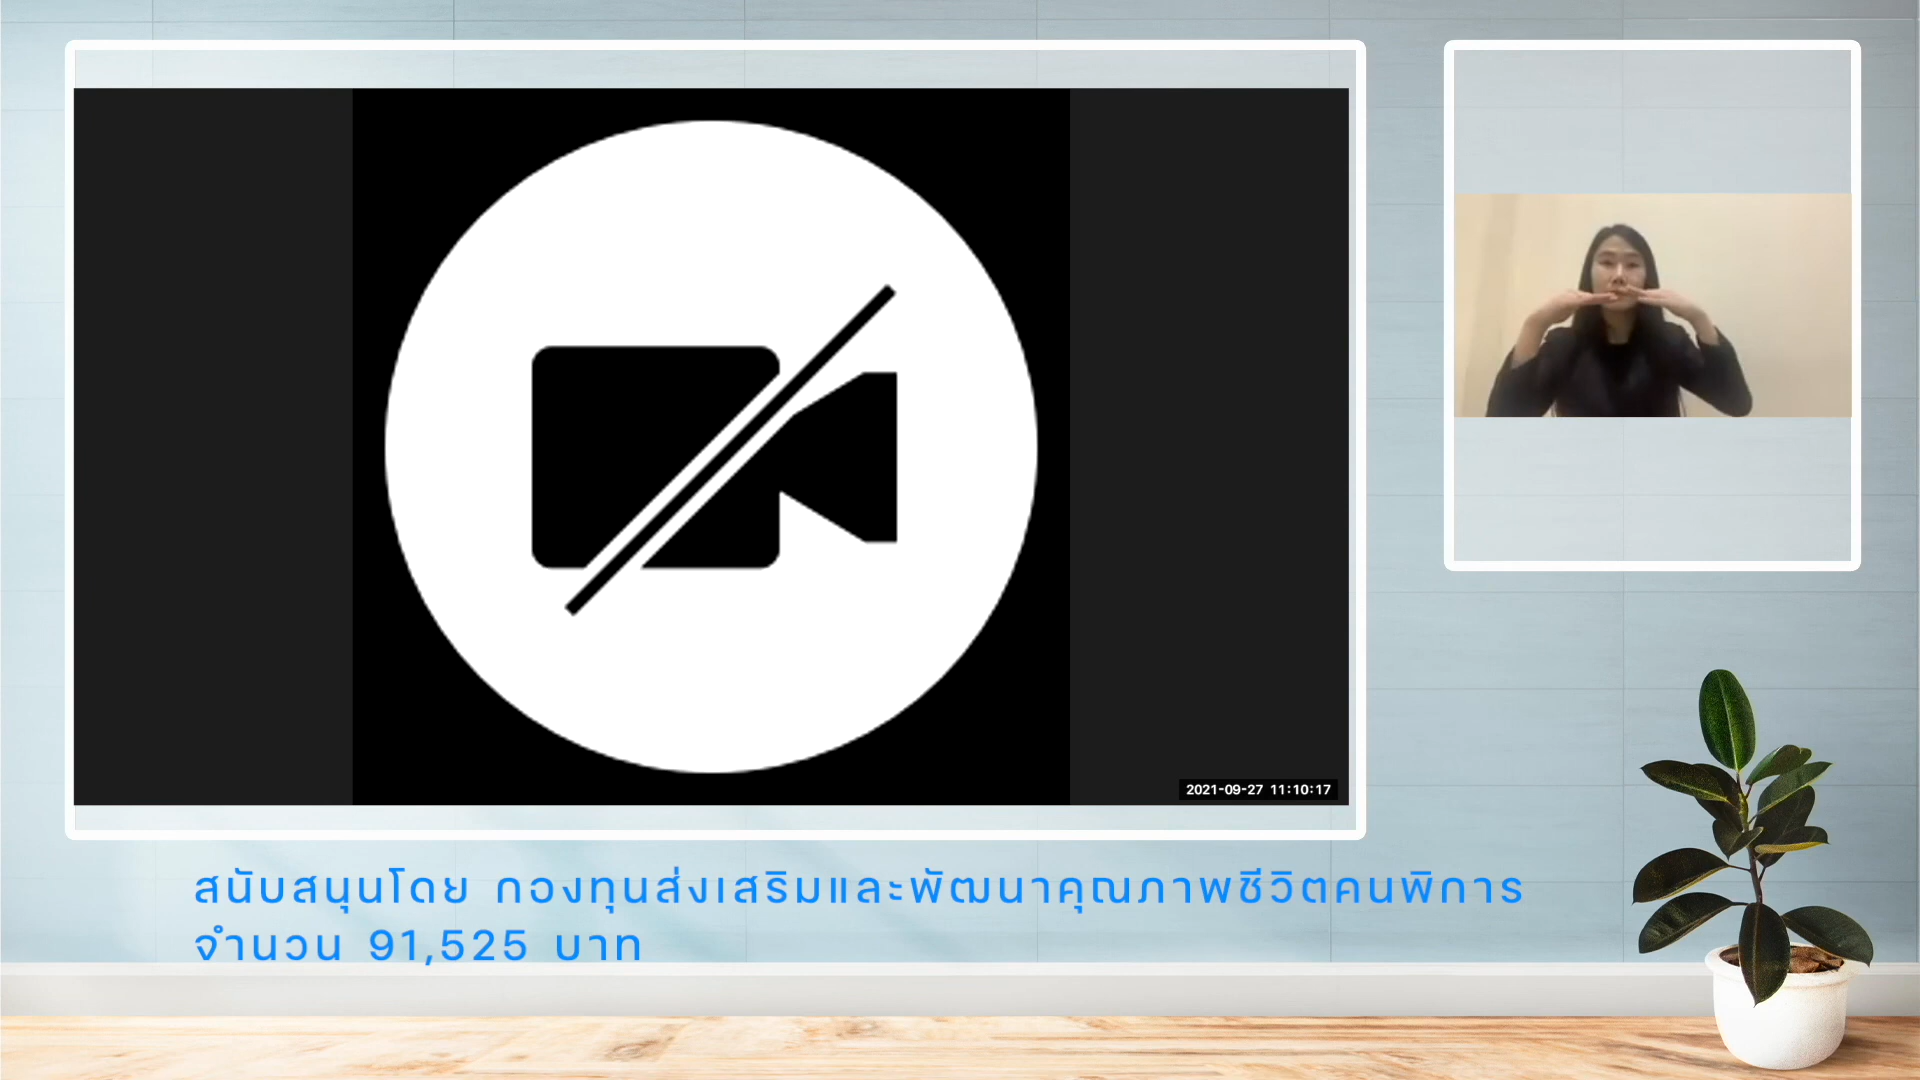 2021-09-27 11:10:17
สนับสนุนโดย กองทุนส่งเสริมและพัฒนาคุณภาพชีวิตคนพิการ
จำนวน 91,525 บาท